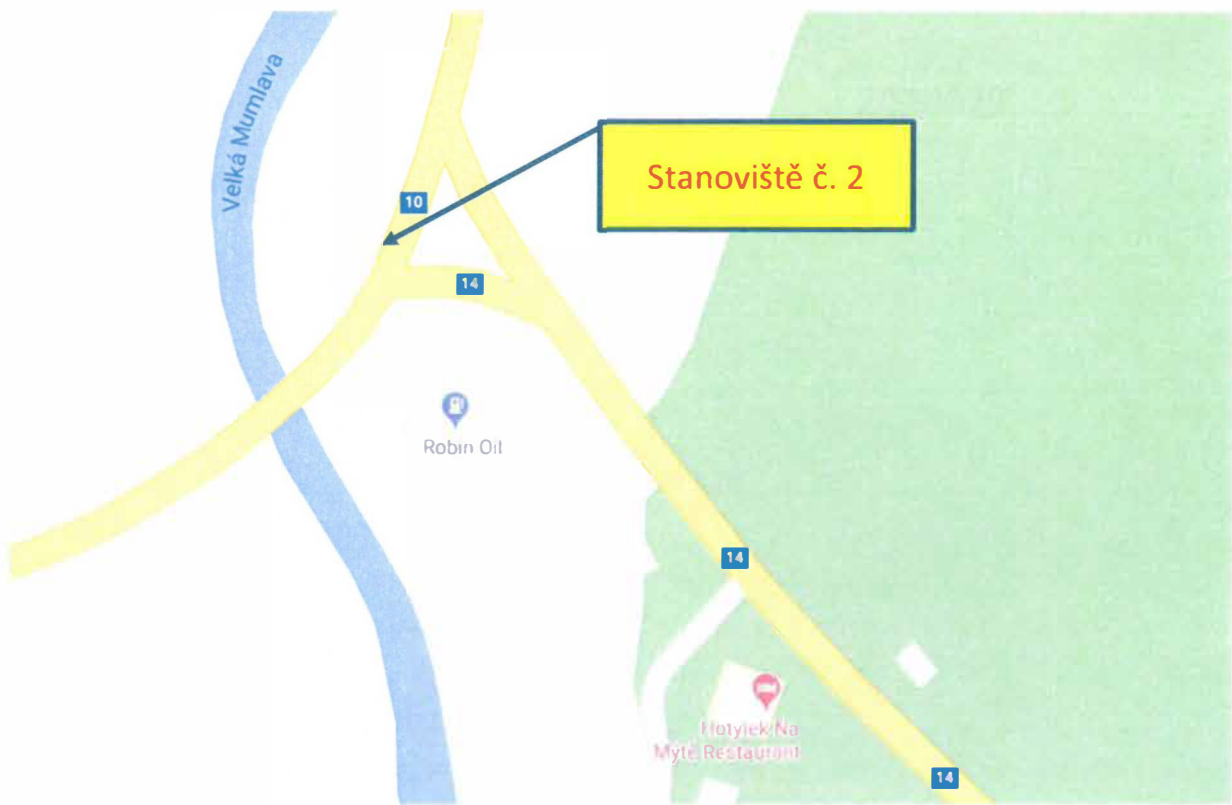 Velká Mumlava
Stanoviště č. 2
10
14
Robin Oil
14
Hotýlek Na
Mýtě Restaurant
14